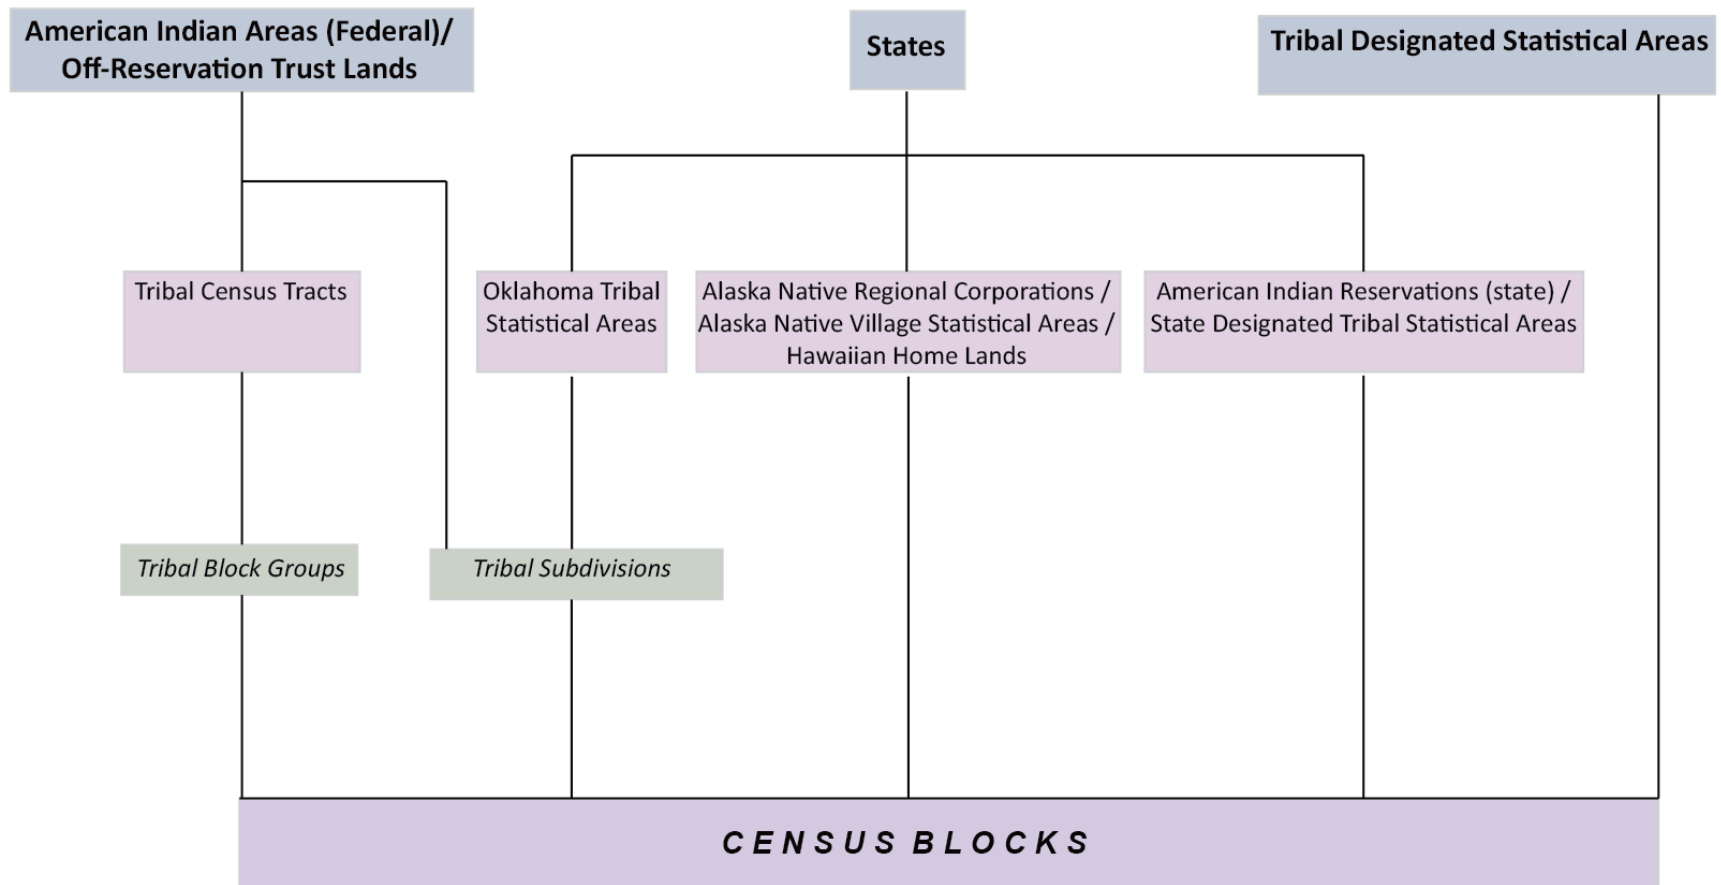 American Indian Areas (Federal)/
Off-Reservation Trust Lands
States
Tribal Designated Statistical Areas
Tribal Census Tracts
Oklahoma Tribal
Statistical Areas
Alaska Native Regional Corporations /
Alaska Native Village Statistical Areas /
Hawaiian Home Lands
American Indian Reservations (state) /
State Designated Tribal Statistical Areas
Tribal Block Groups
Tribal Subdivisions
CENSUS BLOCKS